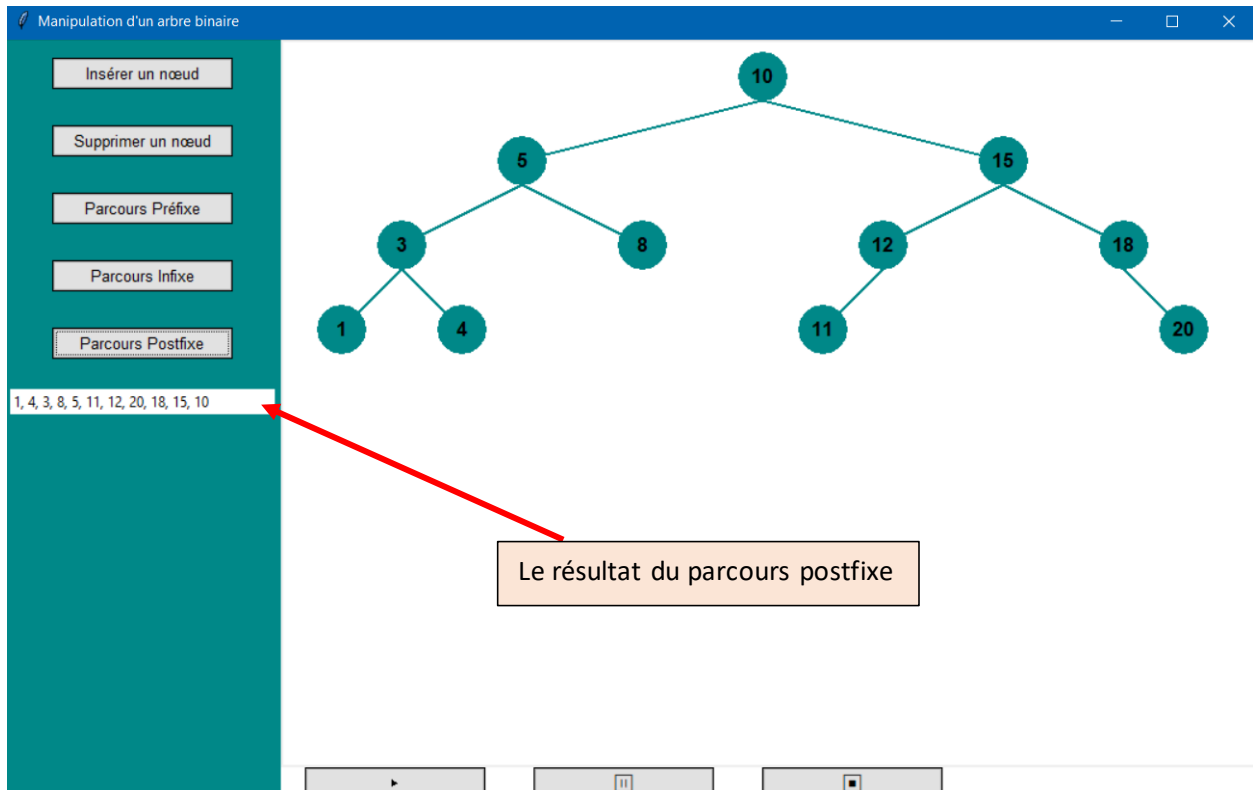 Manipulation d'un arbre binaire
Insérer un nœud
Supprimer un nœud
Parcours Préfixe
Parcours Infixe
Parcours Postfixe
1, 4, 3, 8, 5, 11, 12, 20, 18, 15, 10
10
5
15
3
8
12
18
1
4
11
20
Le résultat du parcours postfixe